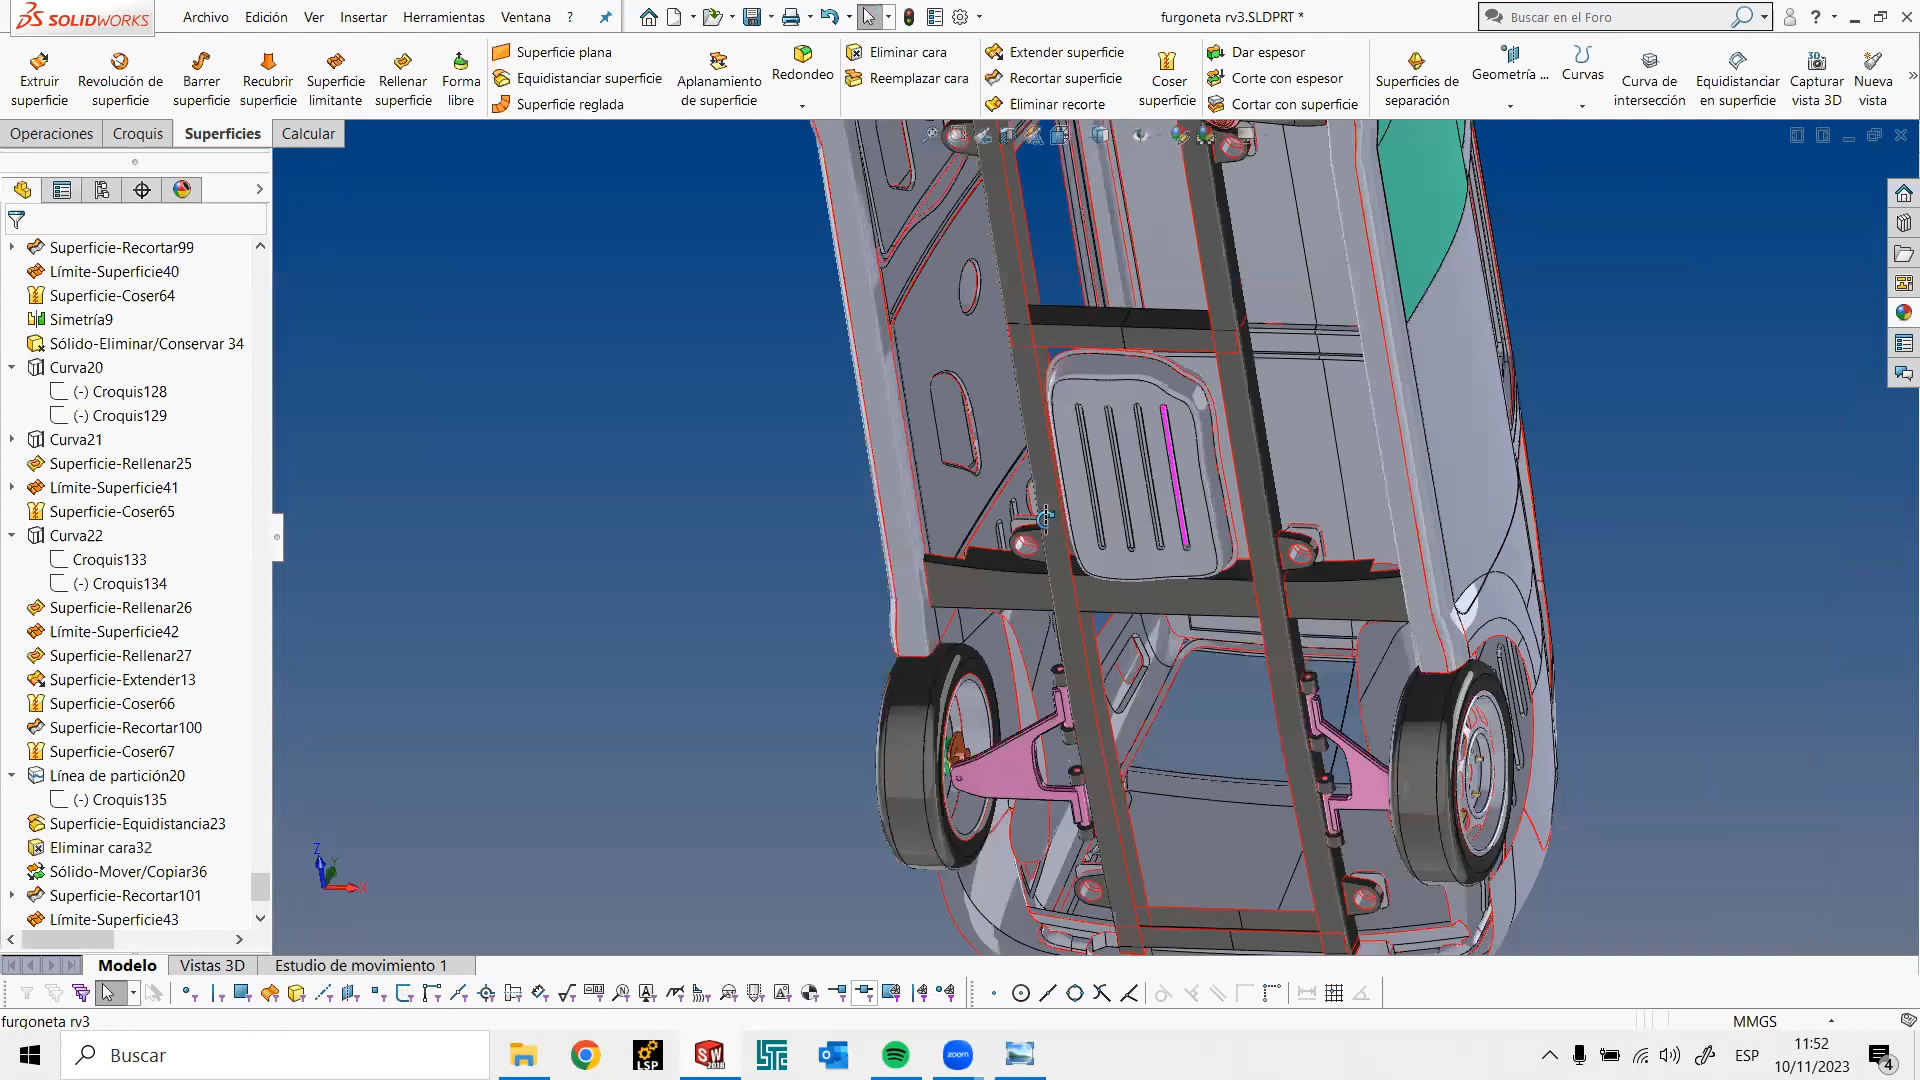 SOLIDWORKS
Archivo Edición Ver Insertar Herramientas Ventana ?
furgoneta rv3.SLDPRT *
Buscar en el Foro
?
Extruir superficie
Revolución de superficie
Barrer superficie
Recubrir superficie
Superficie limitante
Rellenar superficie
Forma libre
Superficie plana
Equidistanciar superficie
Superficie reglada
Aplanamiento de superficie
Redondeo
Eliminar cara
Reemplazar cara
Extender superficie
Recortar superficie
Eliminar recorte
Coser superficie
Dar espesor
Corte con espesor
Cortar con superficie
Superficies de separación
Geometría ...
Curvas
Curva de intersección
Equidistanciar en superficie
Capturar vista 3D
Nueva vista
Operaciones Croquis Superficies Calcular
Superficie-Recortar99
Límite-Superficie40
Superficie-Coser64
Simetría9
Sólido-Eliminar/Conservar 34
Curva20
(-) Croquis128
(-) Croquis129
Curva21
Superficie-Rellenar25
Límite-Superficie41
Superficie-Coser65
Curva22
Croquis133
(-) Croquis134
Superficie-Rellenar26
Límite-Superficie42
Superficie-Rellenar27
Superficie-Extender13
Superficie-Coser66
Superficie-Recortar100
Superficie-Coser67
Línea de partición20
(-) Croquis135
Superficie-Equidistancia23
Eliminar cara32
Sólido-Mover/Copiar36
Superficie-Recortar101
Límite-Superficie43
Z
Y
X
Modelo Vistas 3D Estudio de movimiento 1
furgoneta rv3
MMGS
Buscar
LSP
SW
2018
zoom
ESP
11:52
10/11/2023
4